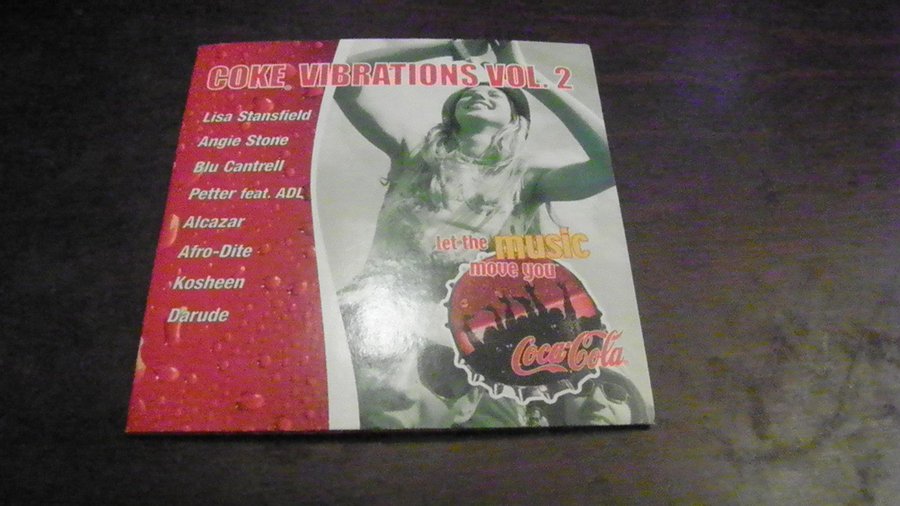 COKE® VIBRATIONS VOL. 2
Lisa Stansfield
Angie Stone
Blu Cantrell
Petter feat. ADL
Alcazar
Afro-Dite
Kosheen
Darude
let the music
move you
Coca-Cola